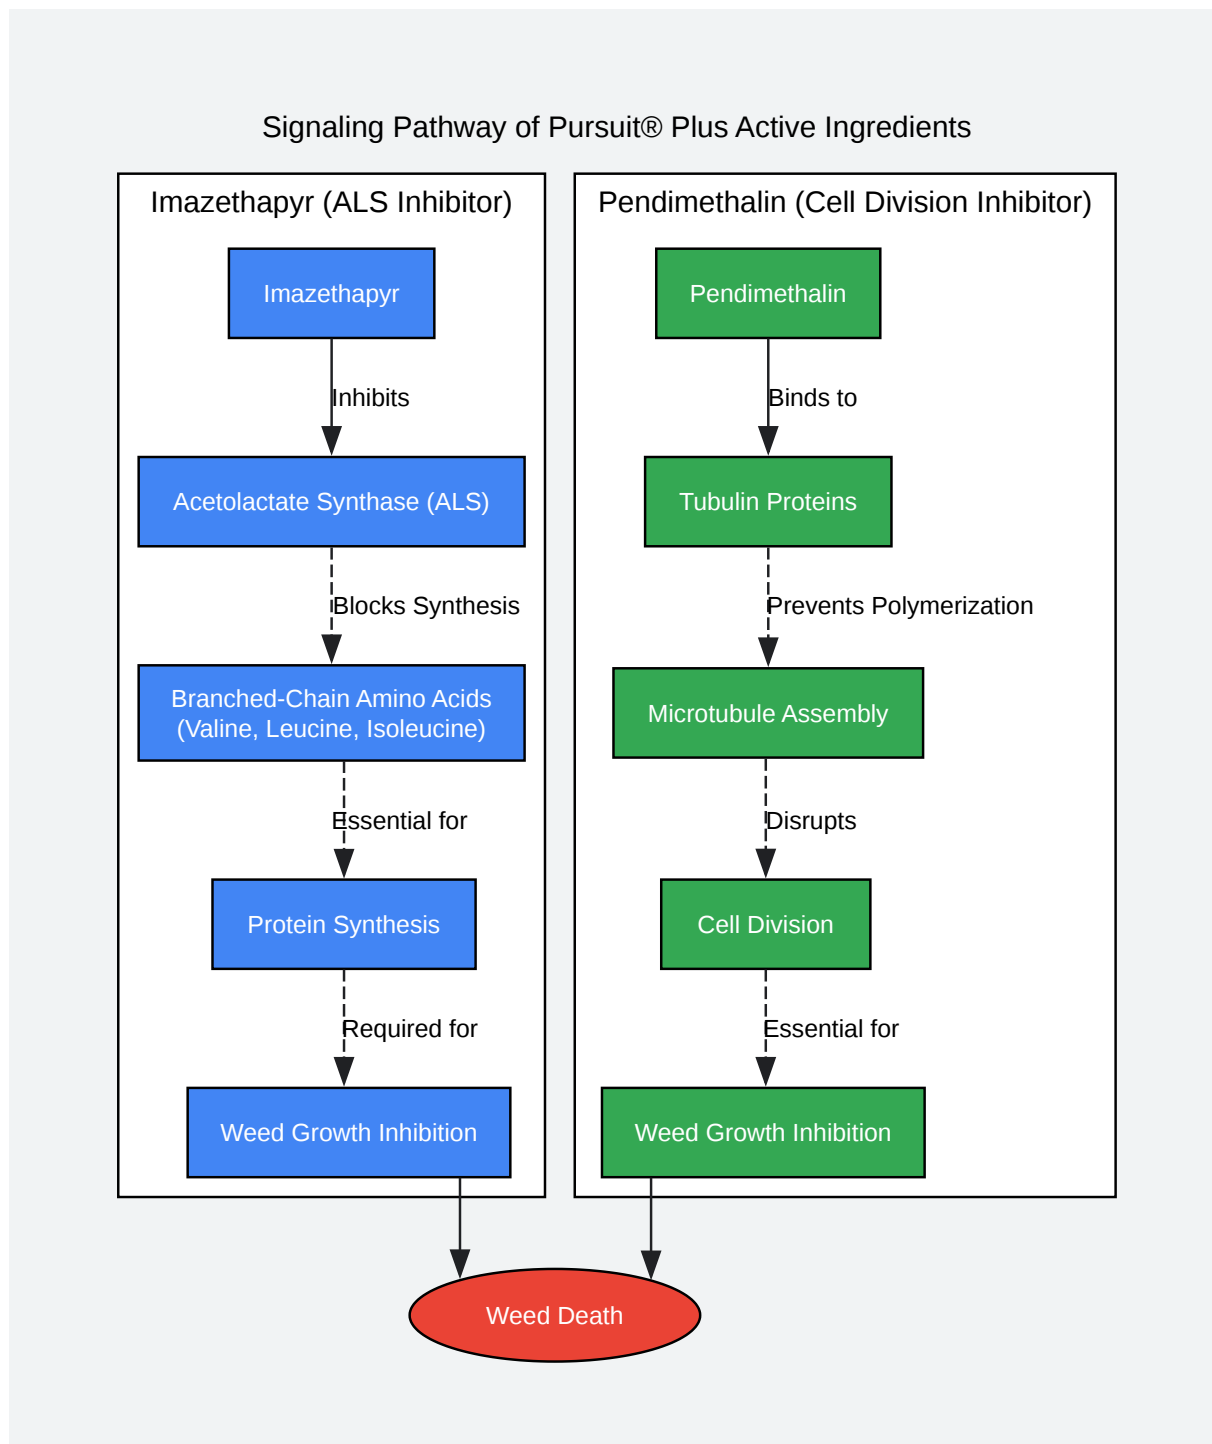 Signaling Pathway of Pursuit® Plus Active Ingredients
Imazethapyr (ALS Inhibitor)
Imazethapyr
Inhibits
Acetolactate Synthase (ALS)
Blocks Synthesis
Branched-Chain Amino Acids
(Valine, Leucine, Isoleucine)
Essential for
Protein Synthesis
Required for
Weed Growth Inhibition
Pendimethalin (Cell Division Inhibitor)
Pendimethalin
Binds to
Tubulin Proteins
Prevents Polymerization
Microtubule Assembly
Disrupts
Cell Division
Essential for
Weed Growth Inhibition
Weed Death